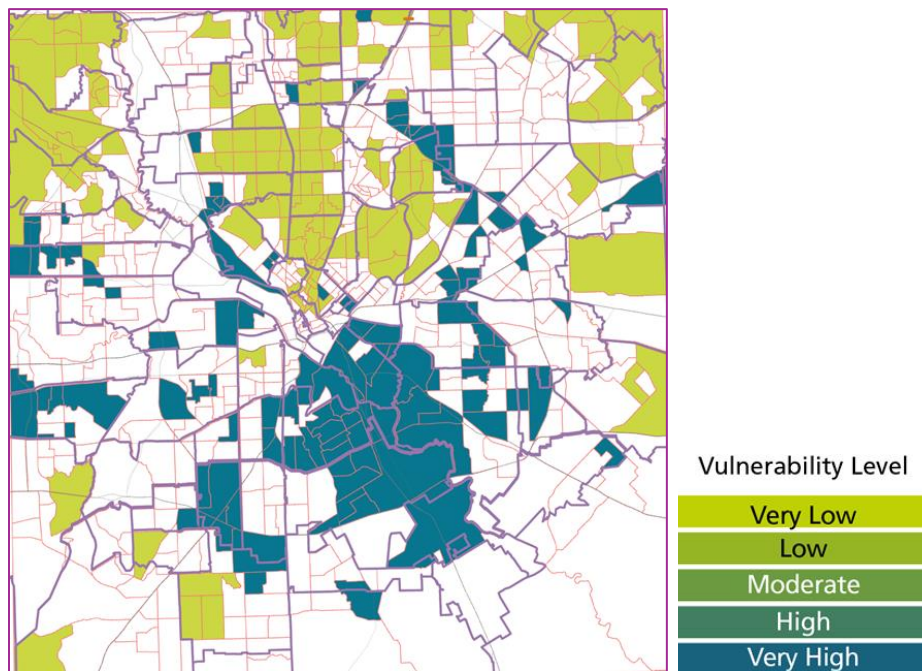 Vulnerability Level
Very Low
Low
Moderate
High
Very High